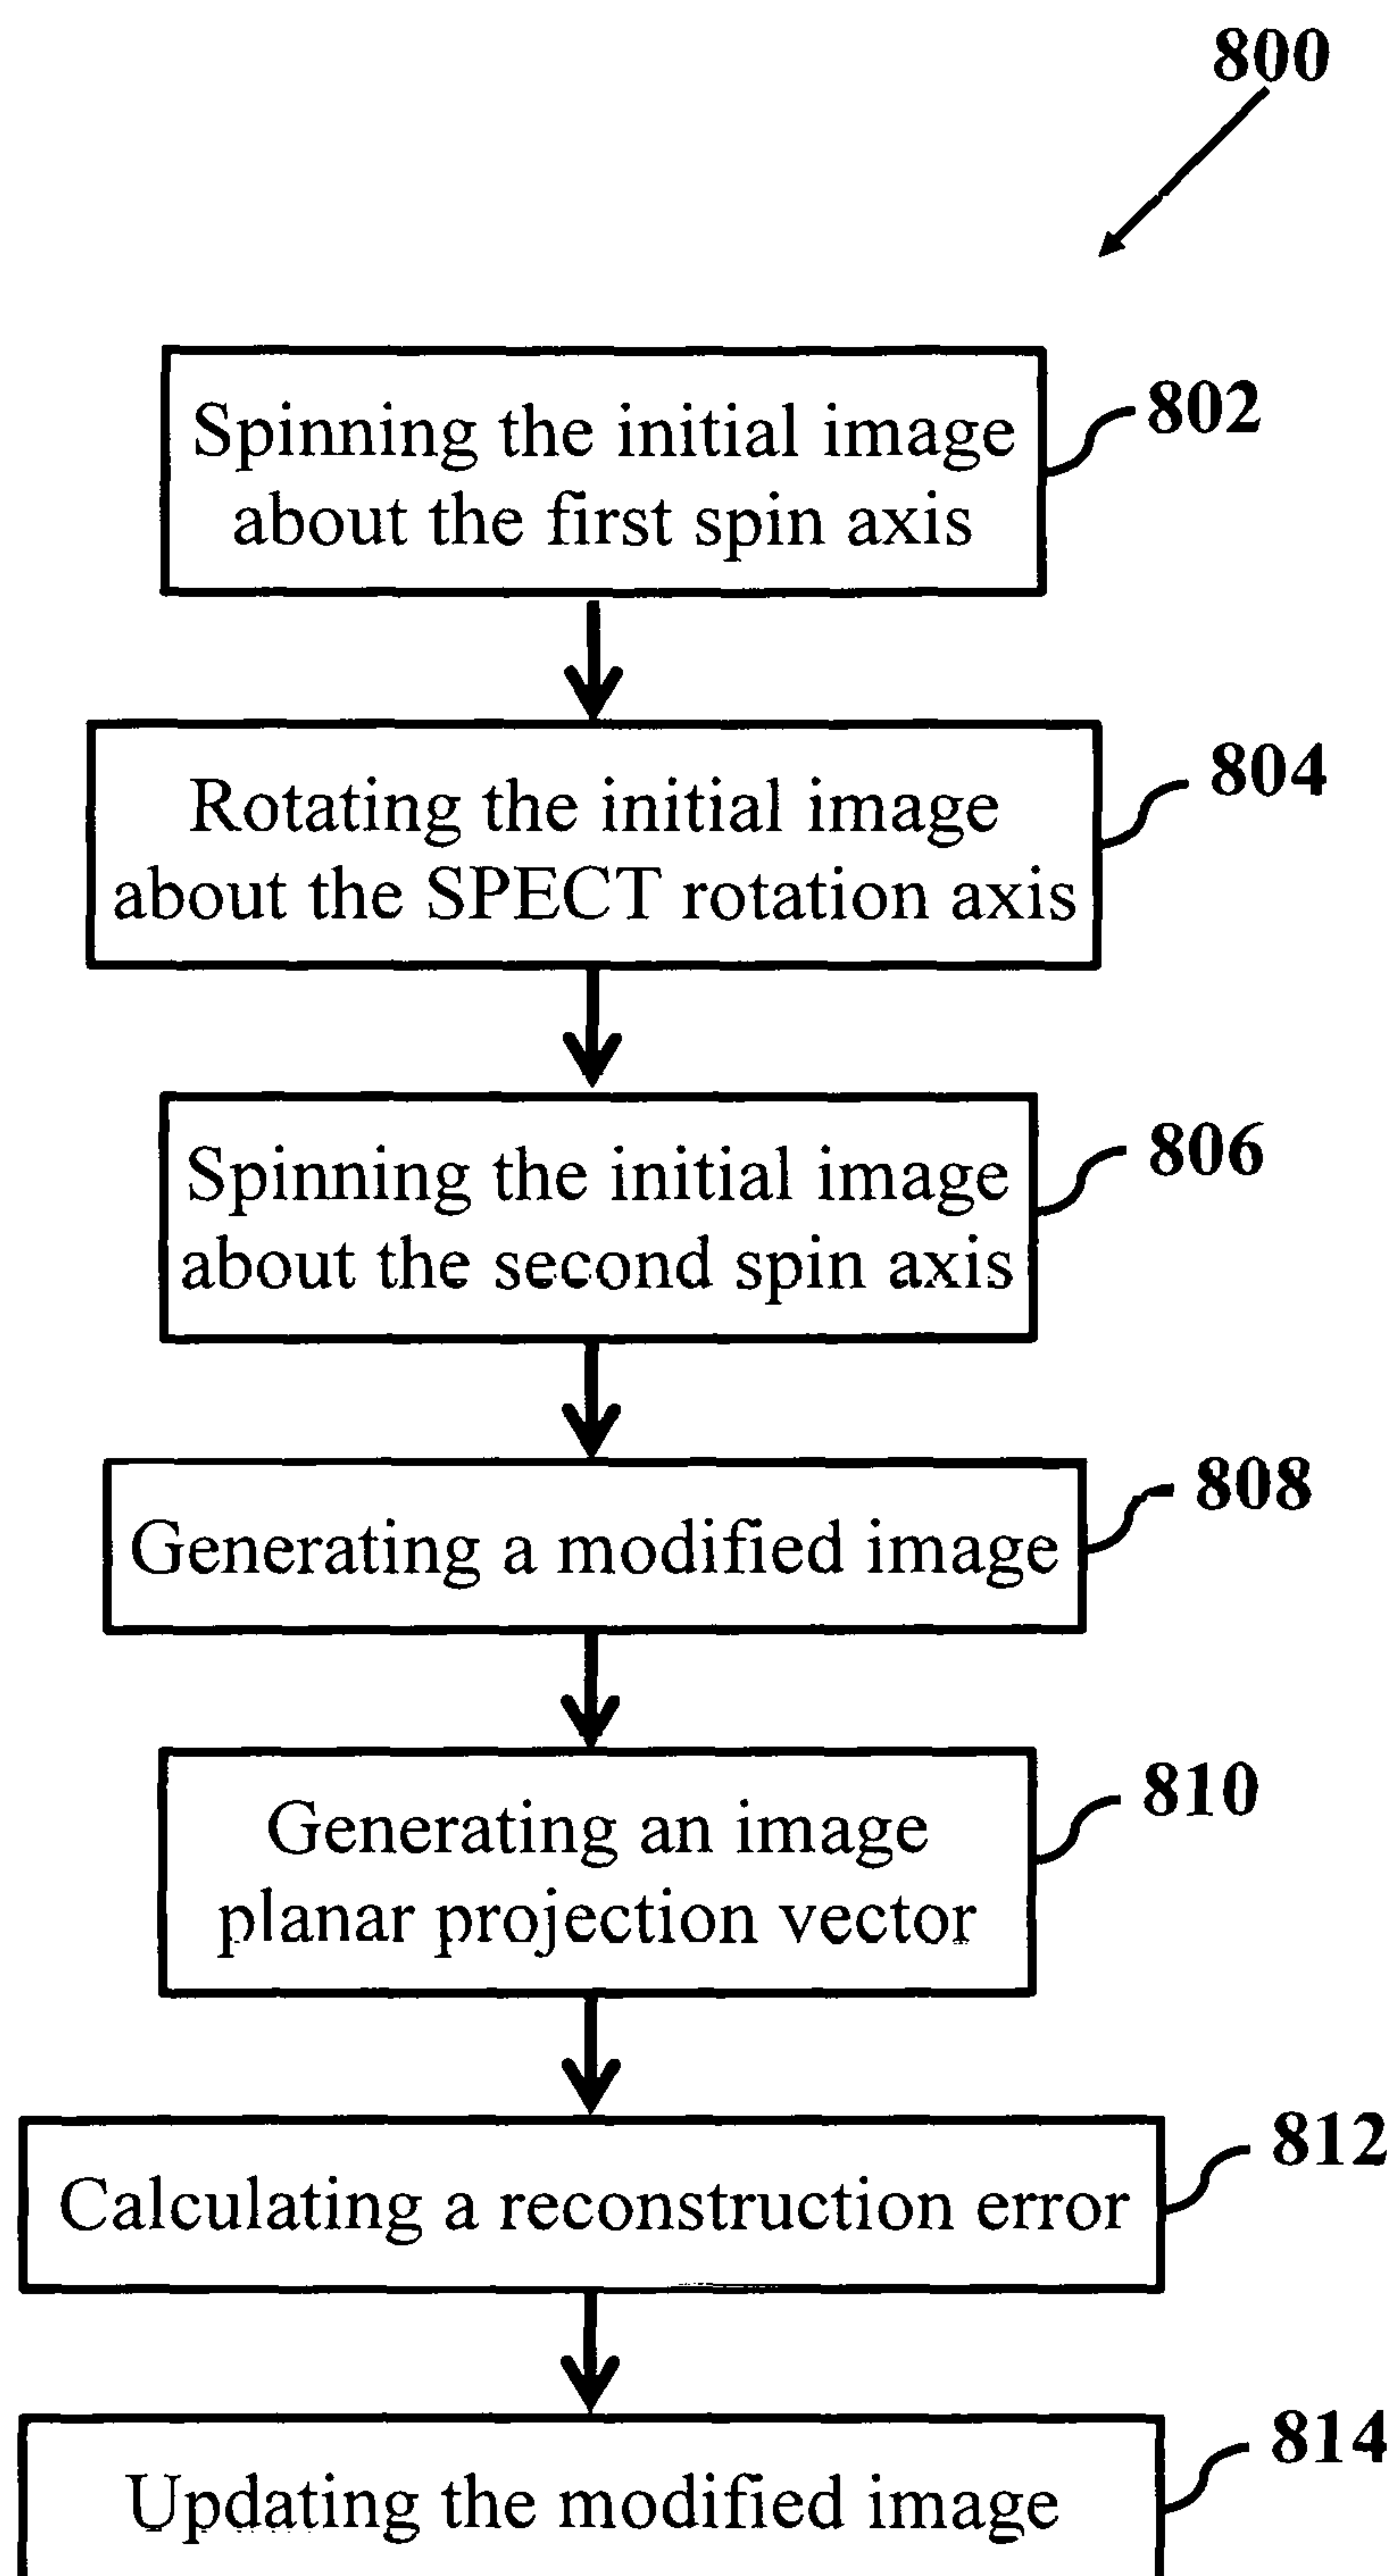 800
Spinning the initial image
about the first spin axis
802
Rotating the initial image
about the SPECT rotation axis
804
Spinning the initial image
about the second spin axis
806
Generating a modified image
808
Generating an image
planar projection vector
810
Calculating a reconstruction error
812
Updating the modified image
814